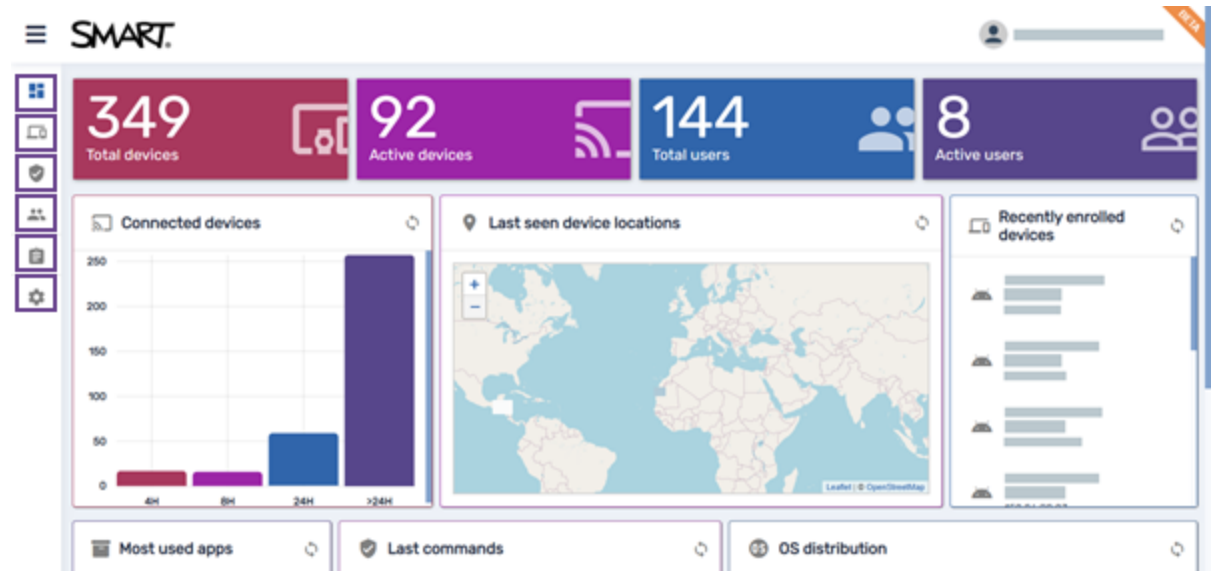 SMART.
BETA
349
Total devices
92
Active devices
144
Total users
8
Active users
Connected devices
250
200
150
100
50
0
4H
8H
24H
>24H
Last seen device locations
+
−
Leaflet | © OpenStreetMap
Recently enrolled
devices
Most used apps
Last commands
OS distribution